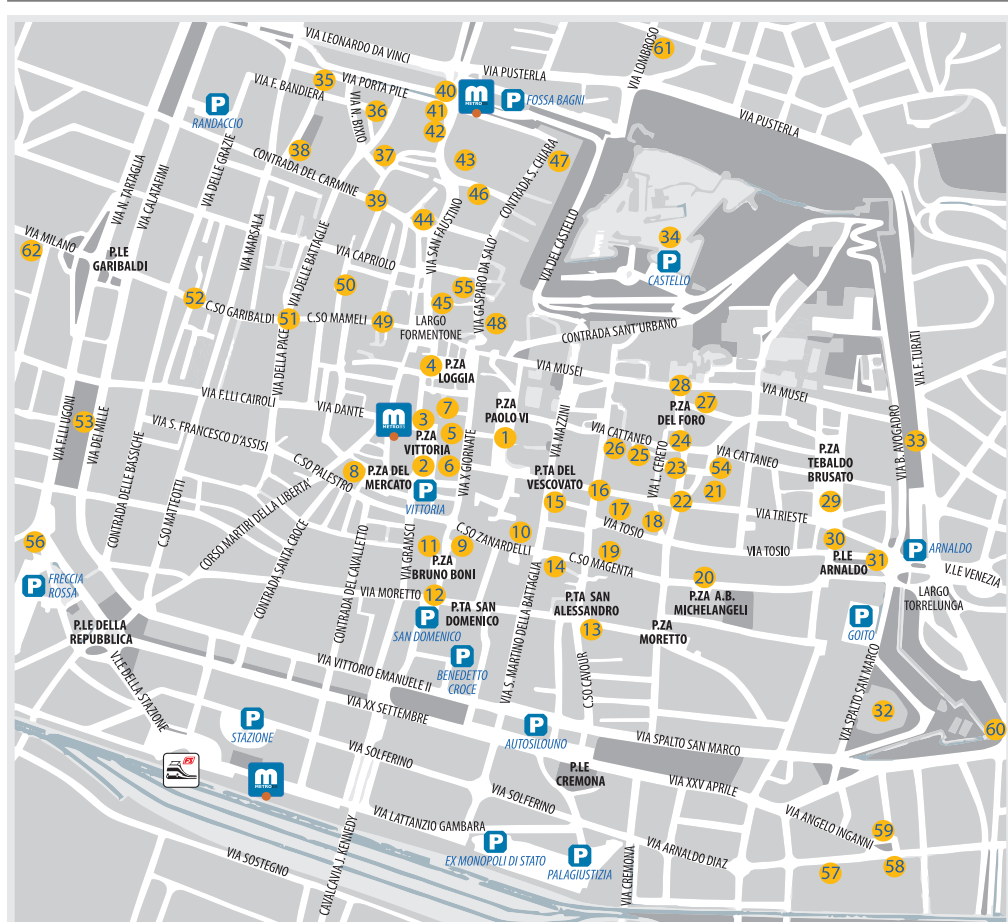 VIA LEONARDO DA VINCI
VIA LOMBROSO
61
VIA PUSTERLA
35
VIA PORTA PILE
VIA F. BANDIERA
40
m
METRO
P
FOSSA BAGNI
P
RANDACCIO
VIA N. BIXIO
36
41
42
VIA PUSTERLA
38
37
43
47
CONTRADA S. CHIARA
VIA N. TARTAGLIA
VIA CALATAFIMI
VIA DELLE GRAZIE
CONTRADA DEL CARMINE
39
46
44
VIA SAN FAUSTINO
VIA MARSALA
VIA DELLE BATTAGLIE
VIA MILANO
62
P.LE
GARIBALDI
VIA CAPRIOLO
VIA GASPARO DA SALO'
VIA DEL CASTELLO
34
P
CASTELLO
50
55
52
C.SO GARIBALDI
51
C.SO MAMELI
49
45
LARGO
FORMENTONE
48
CONTRADA SANT'URBANO
VIA F. TURATI
VIA DELLA PACE
4
P.ZA
LOGGIA
VIA MUSEI
28
VIA MUSEI
27
P.ZA
DEL FORO
VIA F.LLI CAIROLI
VIA DANTE
m
METRO
3
7
P.ZA
PAOLO VI
VIA MAZZINI
VIA F.LLI LUGONI
53
VIA DEI MILLE
VIA S. FRANCESCO D'ASSISI
P.ZA
VITTORIA
5
1
VIA CATTANEO
26
25
24
VIA B. AVOGADRO
33
CONTRADA DELLE BASSICHE
C.SO MATTEOTTI
C.SO PALESTRO
8
P.ZA DEL
MERCATO
2
6
VIA X GIORNATE
P.TA DEL
VESCOVATO
VIA L. CERETO
23
54
VIA CATTANEO
P.ZA
TEBALDO
BRUSATO
P
VITTORIA
16
15
17
22
21
29
CORSO MARTIRI DELLA LIBERTA'
18
VIA TOSIO
VIA TRIESTE
56
CONTRADA SANTA CROCE
CONTRADA DEL CAVALLETTO
VIA GRAMSCI
11
9
C.SO ZANARDELLI
10
30
P
FRECCIA
ROSSA
P.ZA
BRUNO BONI
14
19
C.SO MAGENTA
VIA TOSIO
P.LE
ARNALDO
31
P
ARNALDO
V.LE VENEZIA
VIA MORETTO
12
20
P.ZA A.B.
MICHELANGELI
LARGO
TORRELUNGA
P
SAN DOMENICO
P.TA SAN
DOMENICO
P.TA SAN
ALESSANDRO
13
P.ZA
MORETTO
P
GOITO
P.LE DELLA
REPUBBLICA
V.LE DELLA STAZIONE
P
BENEDETTO
CROCE
VIA S. MARTINO DELLA BATTAGLIA
C.SO CAVOUR
VIA SPALTO SAN MARCO
VIA VITTORIO EMANUELE II
32
60
P
STAZIONE
VIA XX SETTEMBRE
P
AUTOSILOUNO
VIA SPALTO SAN MARCO
FS
m
METRO
VIA SOLFERINO
P.LE
CREMONA
VIA XXV APRILE
VIA SOLFERINO
VIA LATTANZIO GAMBARA
VIA ANGELO INGANNI
59
P
EX MONOPOLI DI STATO
P
PALAGIUSTIZIA
VIA ARNALDO DIAZ
57
58
VIA SOSTEGNO
CAVALCAVIA J. KENNEDY
VIA CREMONA